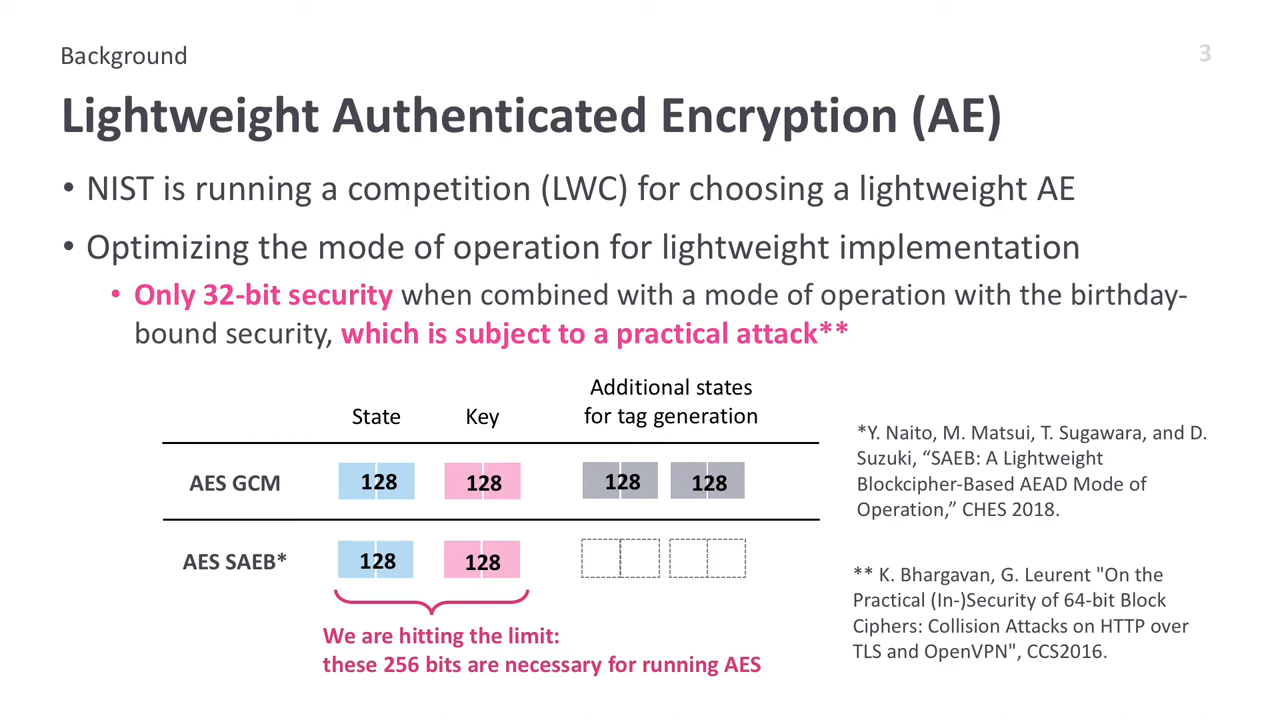 Background
3
Lightweight Authenticated Encryption (AE)
• NIST is running a competition (LWC) for choosing a lightweight AE
• Optimizing the mode of operation for lightweight implementation
• Only 32-bit security when combined with a mode of operation with the birthday-
bound security, which is subject to a practical attack**
State
Key
Additional states
for tag generation
AES GCM
128
128
128
128
AES SAEB*
128
128
We are hitting the limit:
these 256 bits are necessary for running AES
*Y. Naito, M. Matsui, T. Sugawara, and D.
Suzuki, “SAEB: A Lightweight
Blockcipher-Based AEAD Mode of
Operation,” CHES 2018.
** K. Bhargavan, G. Leurent "On the
Practical (In-)Security of 64-bit Block
Ciphers: Collision Attacks on HTTP over
TLS and OpenVPN", CCS2016.